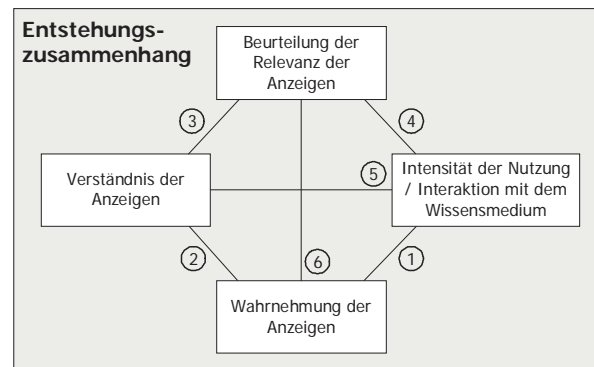 Entstehungs-
zusammenhang
Beurteilung der
Relevanz der
Anzeigen
3
4
Verständnis der
Anzeigen
5
Intensität der Nutzung
/ Interaktion mit dem
Wissensmedium
2
6
1
Wahrnehmung der
Anzeigen